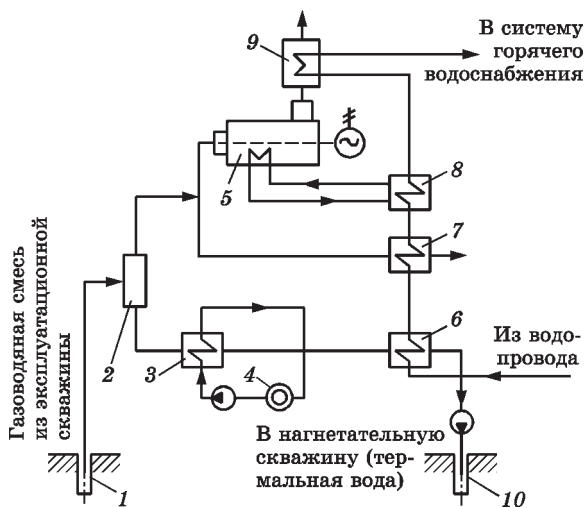 9
В систему
горячего
водоснабжения
5
8
7
Газоводяная смесь
из эксплуатационной
скважины
2
3
4
6
Из водо-
провода
В нагнетательную
скважину (тер-
мальная вода)
1
10